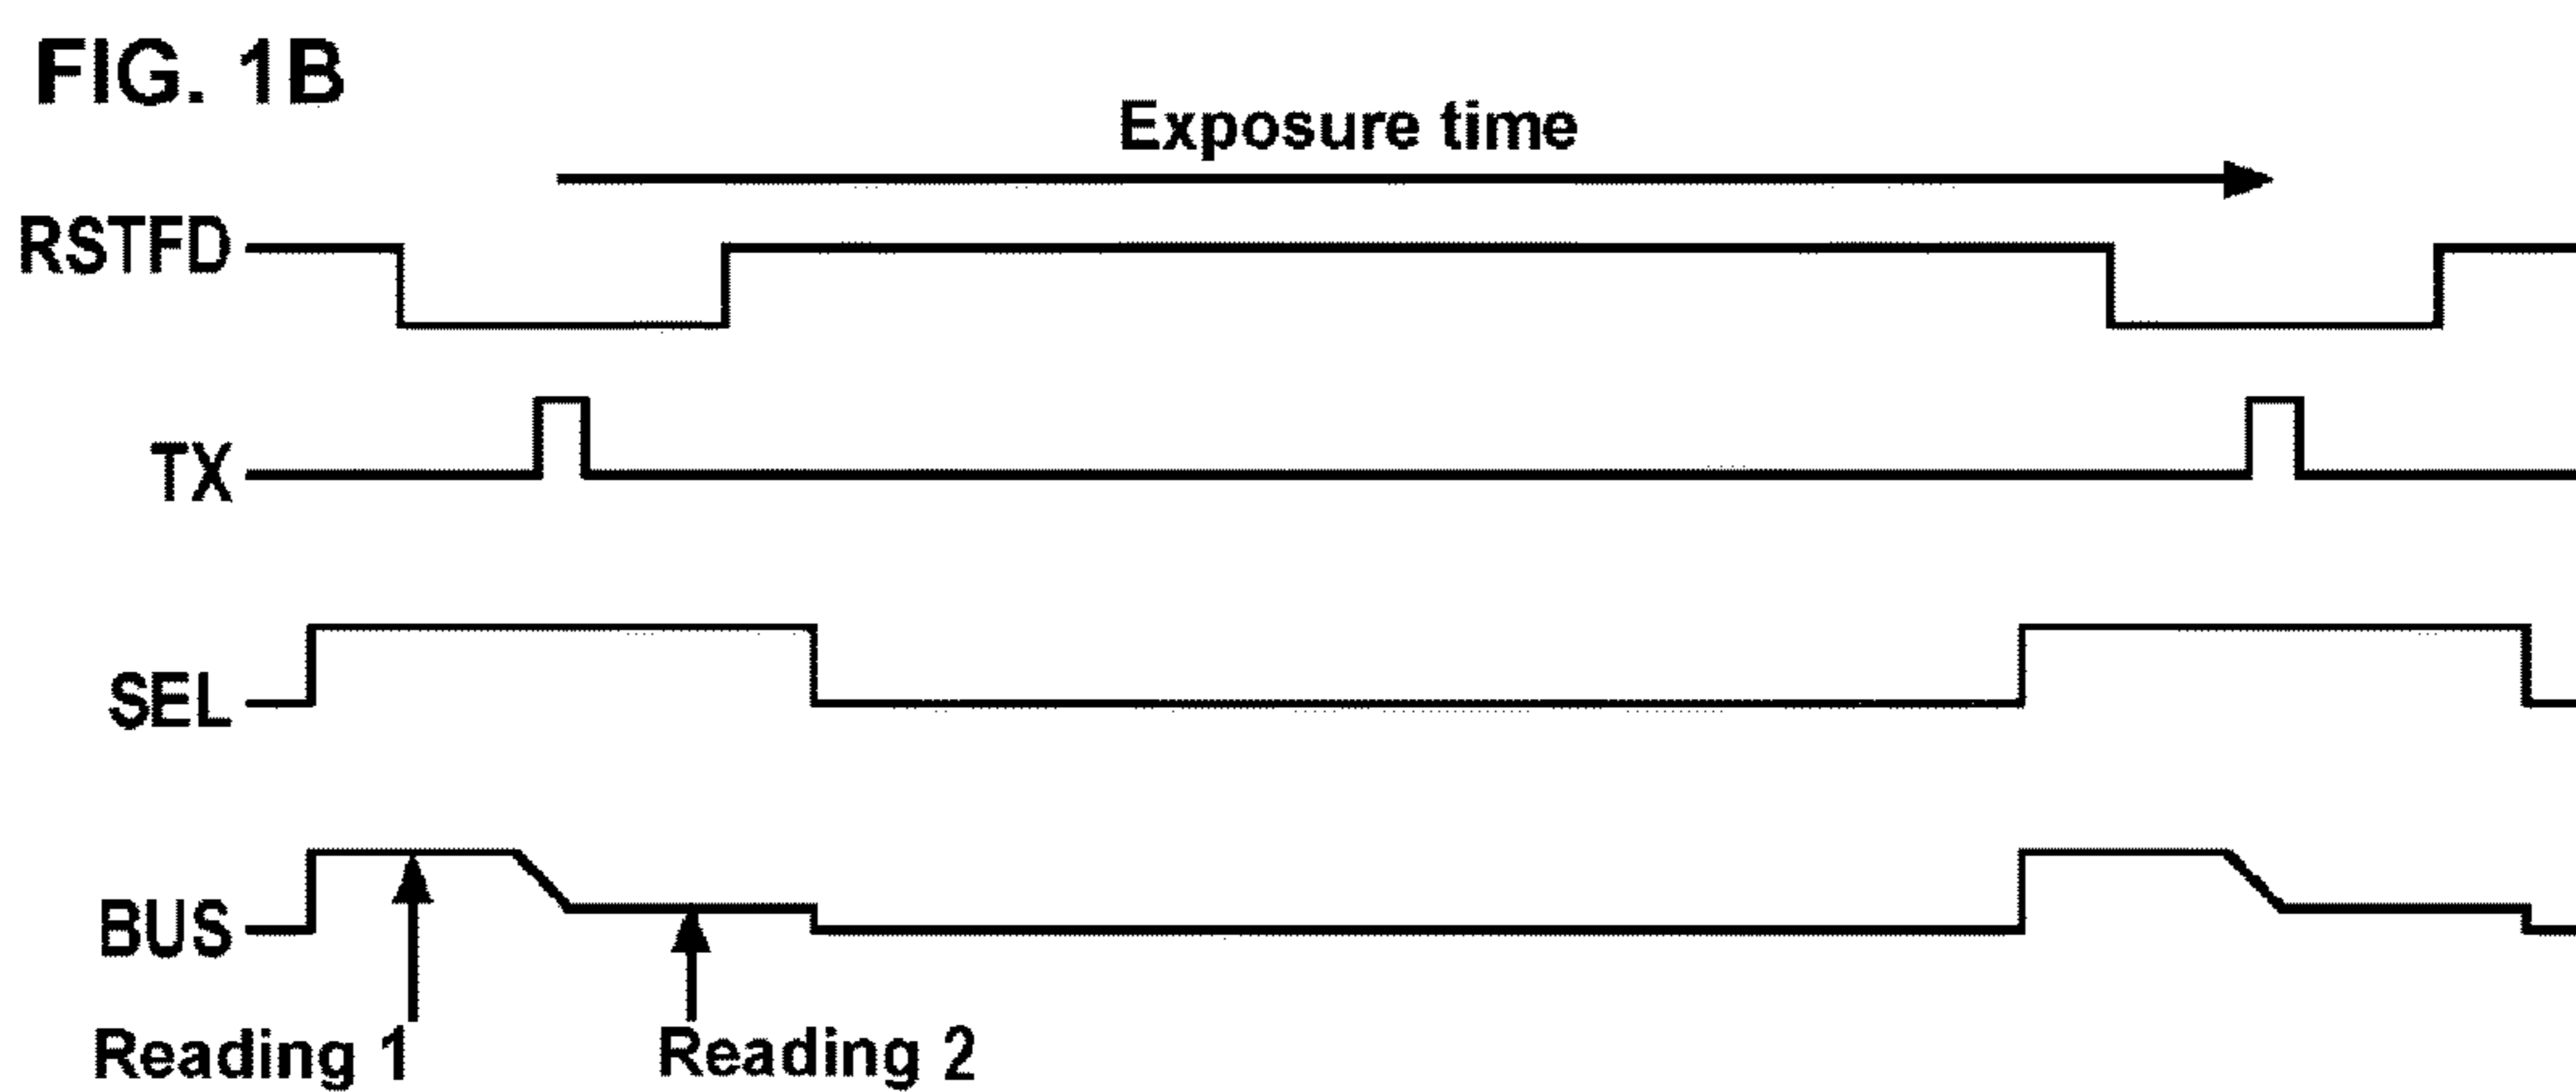 FIG. 1B
Exposure time
RSTFD
TX
SEL
BUS
Reading 1
Reading 2